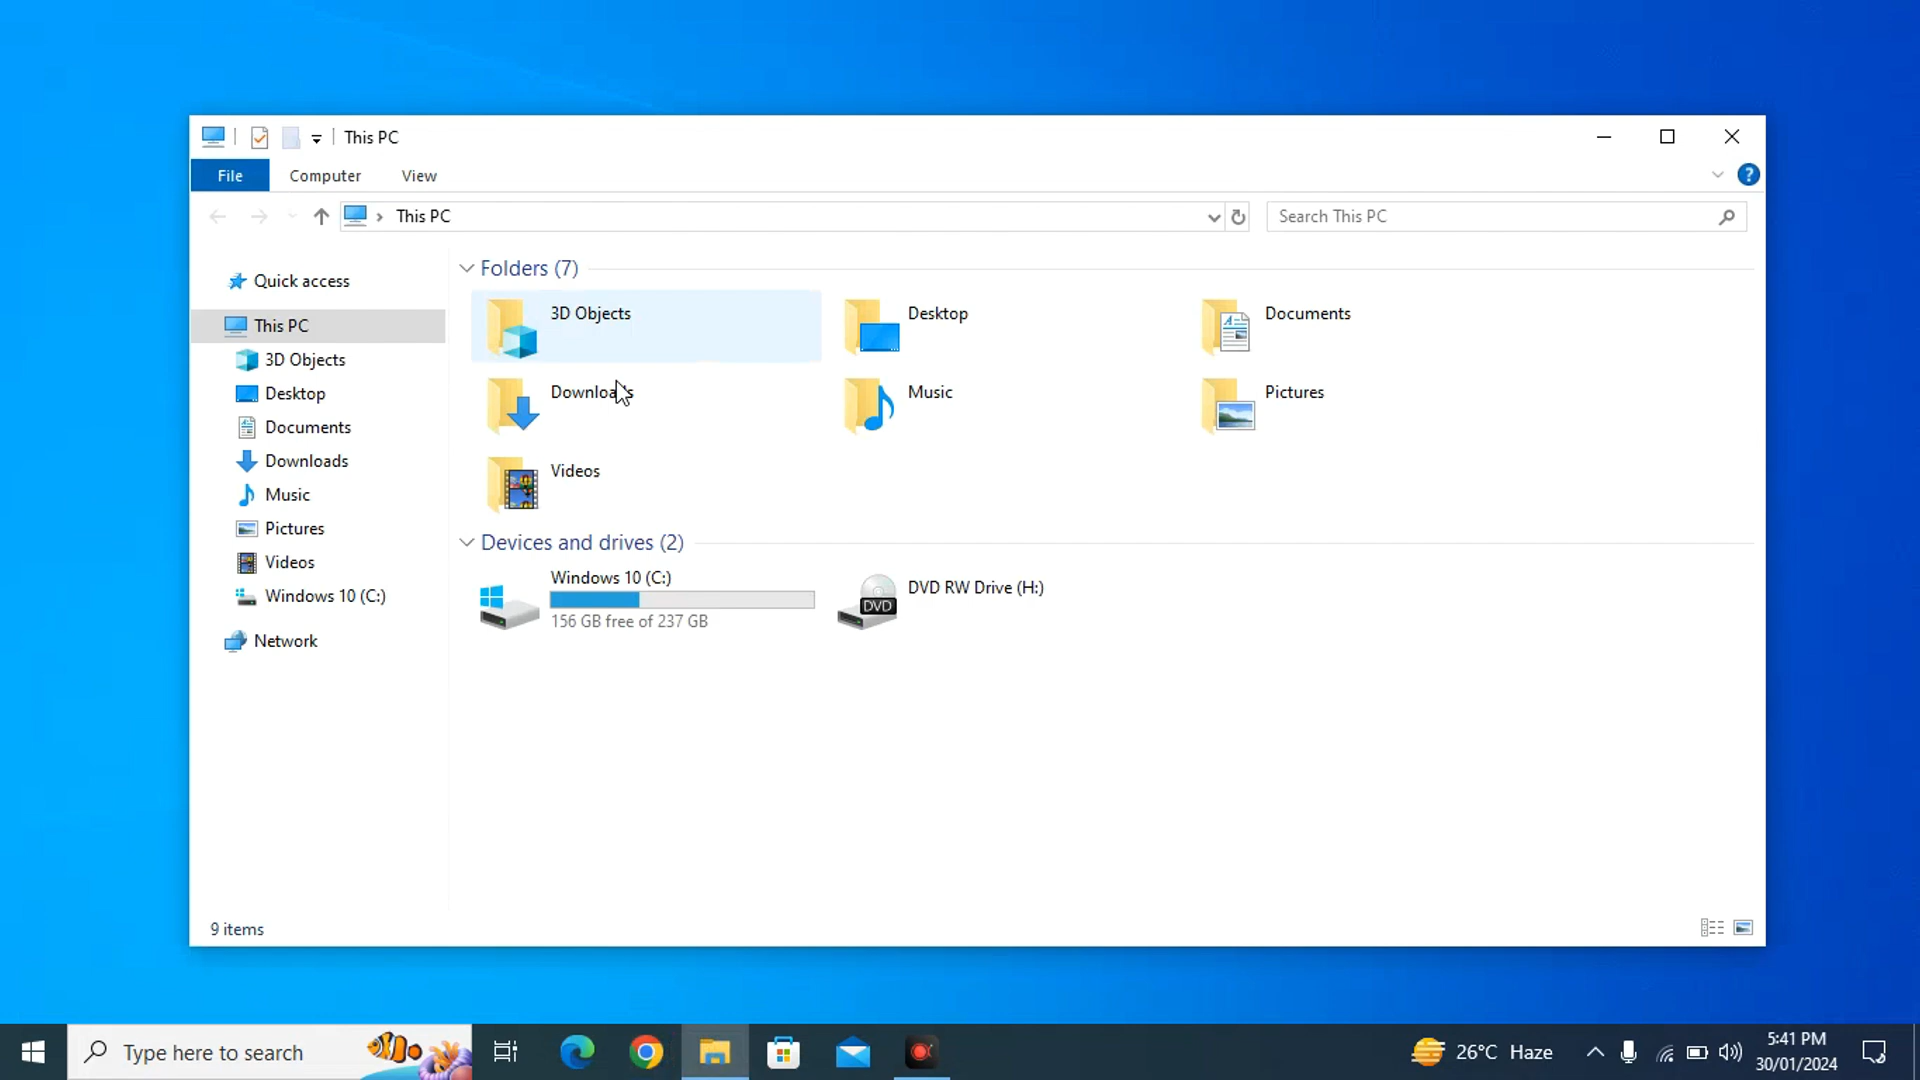 This PC
File Computer View
This PC
Search This PC
Quick access
This PC
3D Objects
Desktop
Documents
Downloads
Music
Pictures
Videos
Windows 10 (C:)
Network
Folders (7)
3D Objects
Desktop
Documents
Downloads
Music
Pictures
Videos
Devices and drives (2)
Windows 10 (C:)
156 GB free of 237 GB
DVD
DVD RW Drive (H:)
9 items
Type here to search
26°C Haze
5:41 PM
30/01/2024